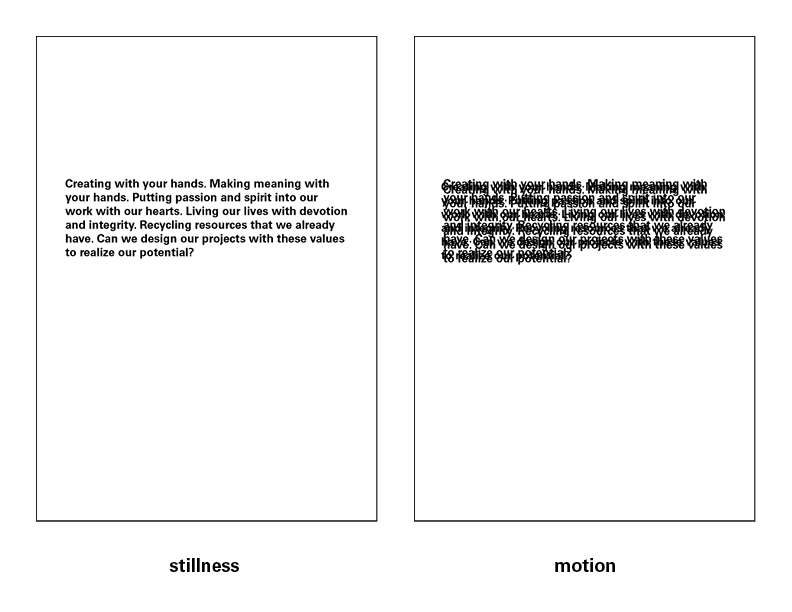 Creating with your hands. Making meaning with
your hands. Putting passion and spirit into our
work with our hearts. Living our lives with devotion
and integrity. Recycling resources that we already
have. Can we design our projects with these values
to realize our potential?
Creating with your hands. Making meaning with
your hands. Putting passion and spirit into our
work with our hearts. Living our lives with devotion
and integrity. Recycling resources that we already
have. Can we design our projects with these values
to realize our potential?
stillness
motion